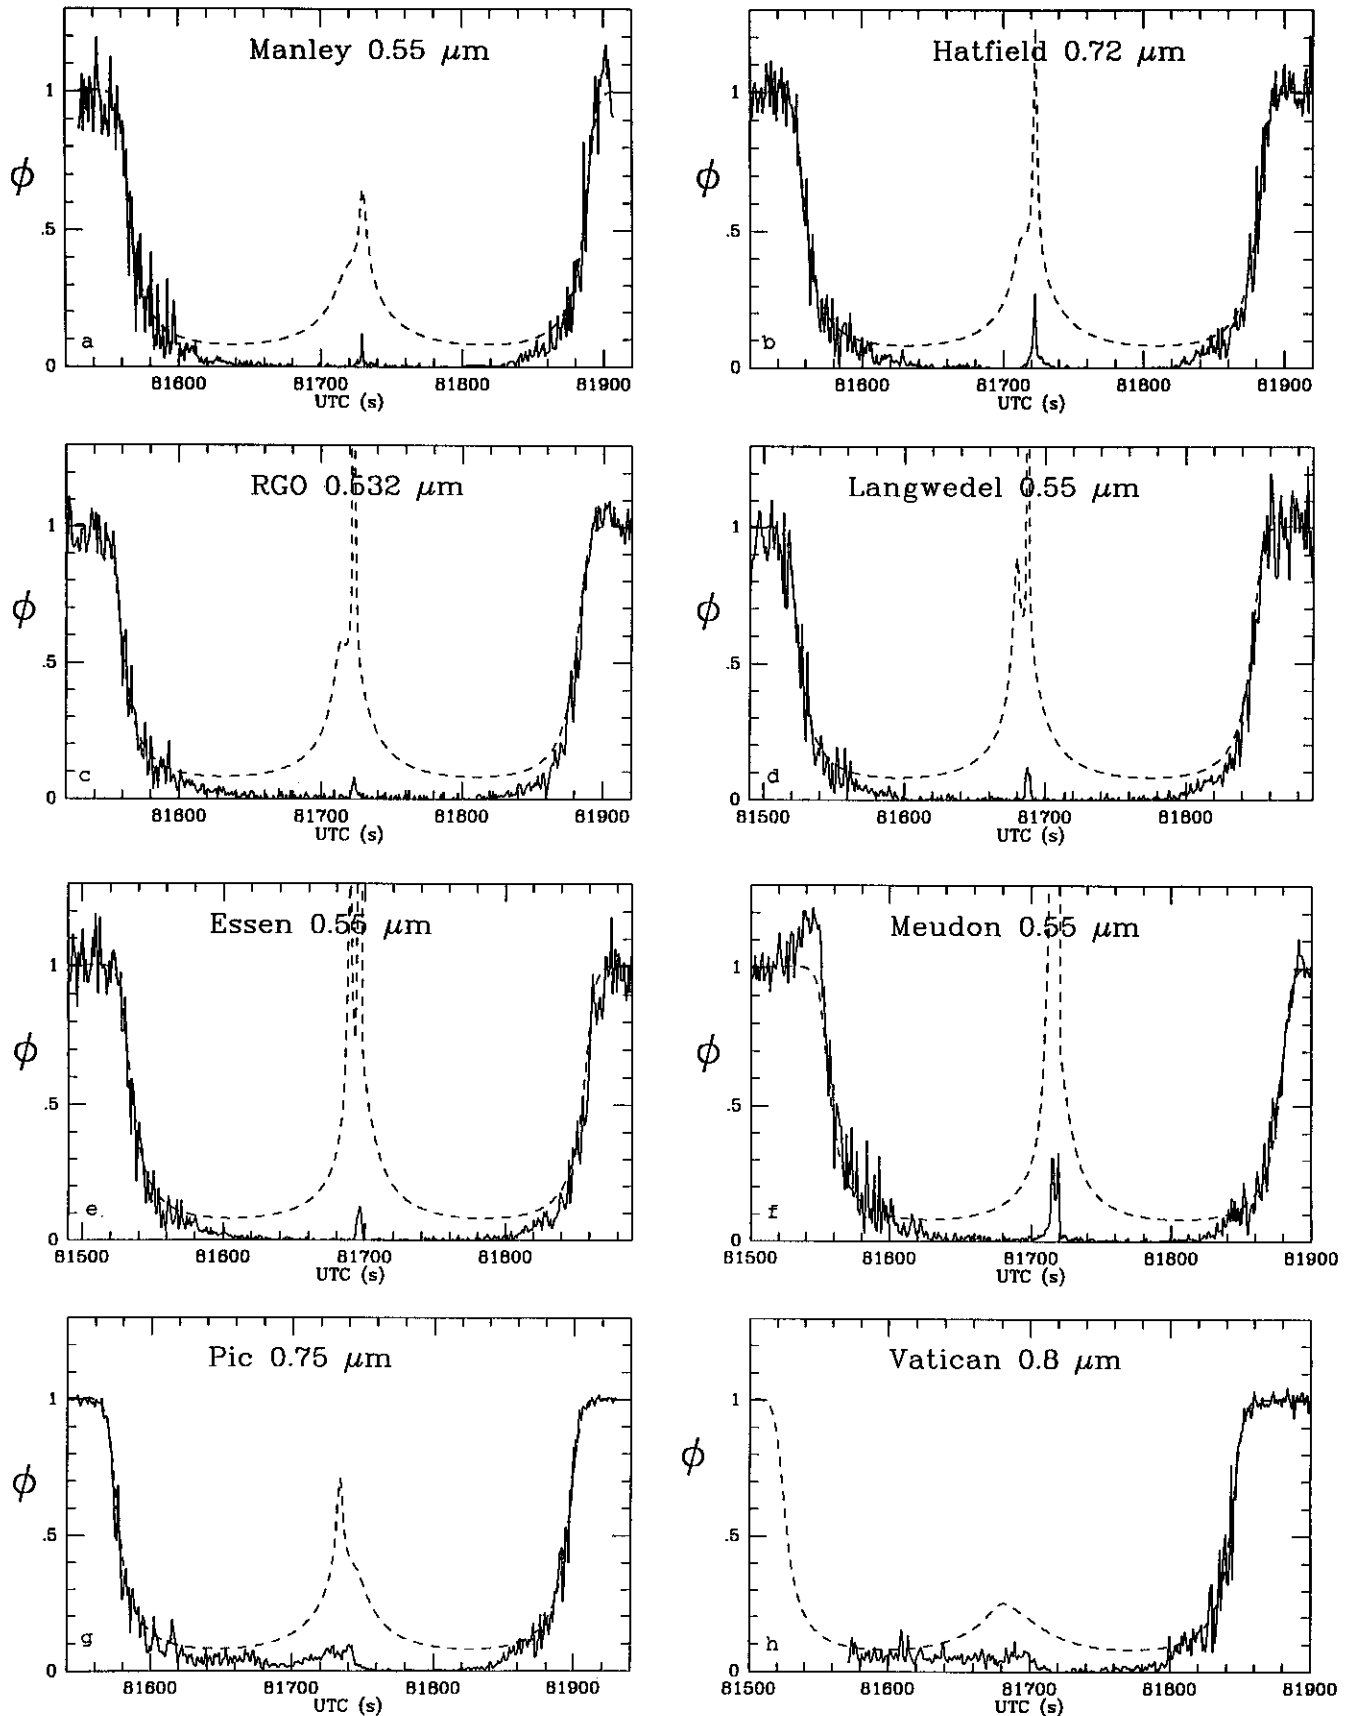 Manley 0.55 μm
1
ϕ
.5
a
0
81600 81700 81800 81900
UTC (s)
Hatfield 0.72 μm
1
ϕ
.5
b
0
81600 81700 81800 81900
UTC (s)
RGO 0.632 μm
1
ϕ
.5
c
0
81600 81700 81800 81900
UTC (s)
Langwedel 0.55 μm
1
ϕ
.5
d
0
81500 81600 81700 81800
UTC (s)
Essen 0.55 μm
1
ϕ
.5
e
0
81500 81600 81700 81800
UTC (s)
Meudon 0.55 μm
1
ϕ
.5
f
0
81500 81600 81700 81800 81900
UTC (s)
Pic 0.75 μm
1
ϕ
.5
g
0
81600 81700 81800 81900
UTC (s)
Vatican 0.8 μm
1
ϕ
.5
h
0
81500 81600 81700 81800 81900
UTC (s)